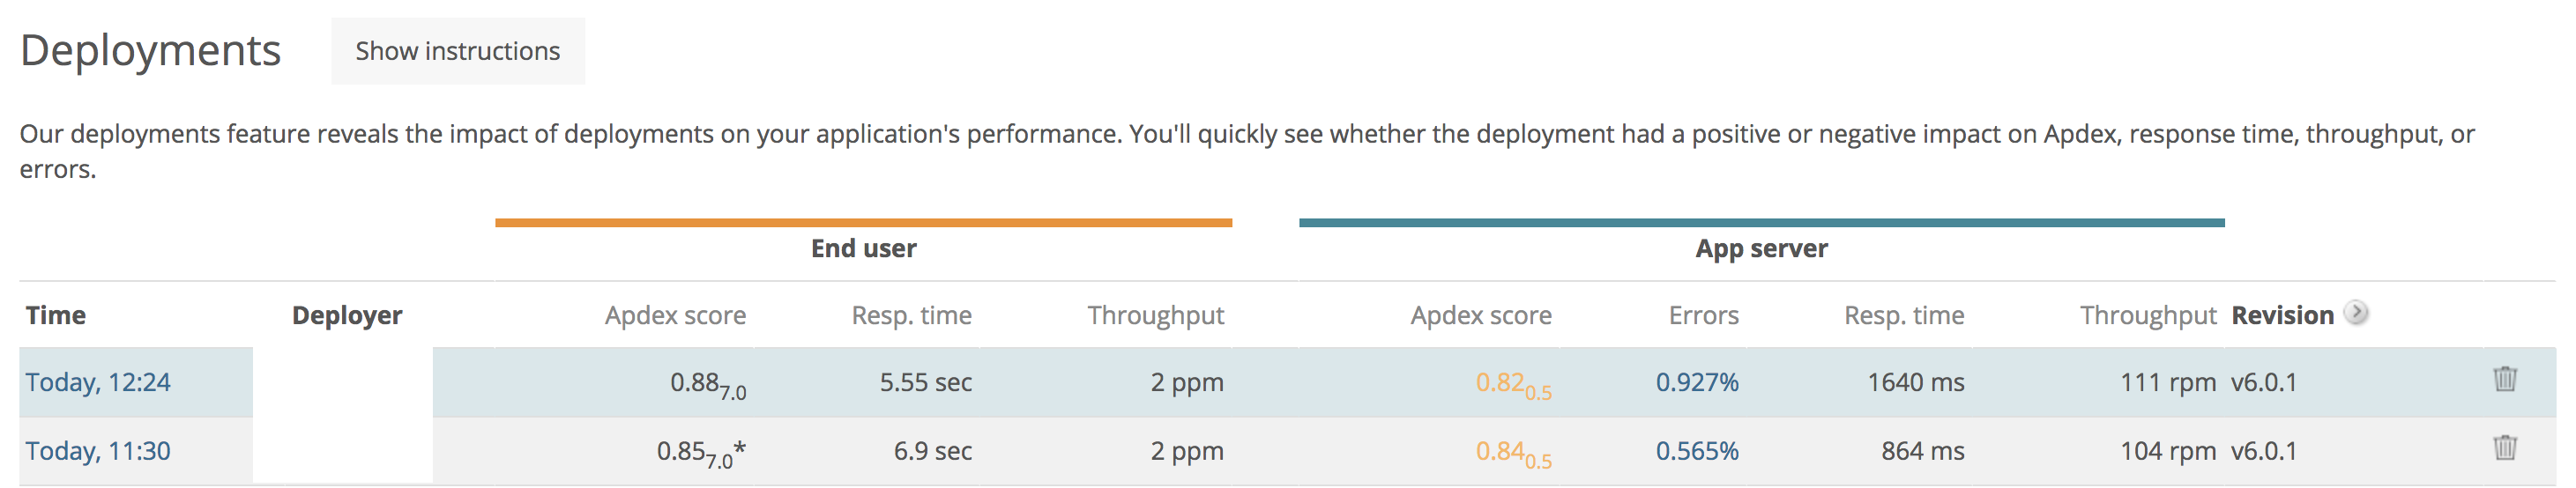 Deployments Show instructions
Our deployments feature reveals the impact of deployments on your application's performance. You'll quickly see whether the deployment had a positive or negative impact on Apdex, response time, throughput, or
errors.
End user App server
Time Deployer Apdex score Resp. time Throughput Apdex score Errors Resp. time Throughput Revision
Today, 12:24 0.88 7.0 5.55 sec 2 ppm 0.82 0.5 0.927% 1640 ms 111 rpm v6.0.1
Today, 11:30 0.85 7.0* 6.9 sec 2 ppm 0.84 0.5 0.565% 864 ms 104 rpm v6.0.1